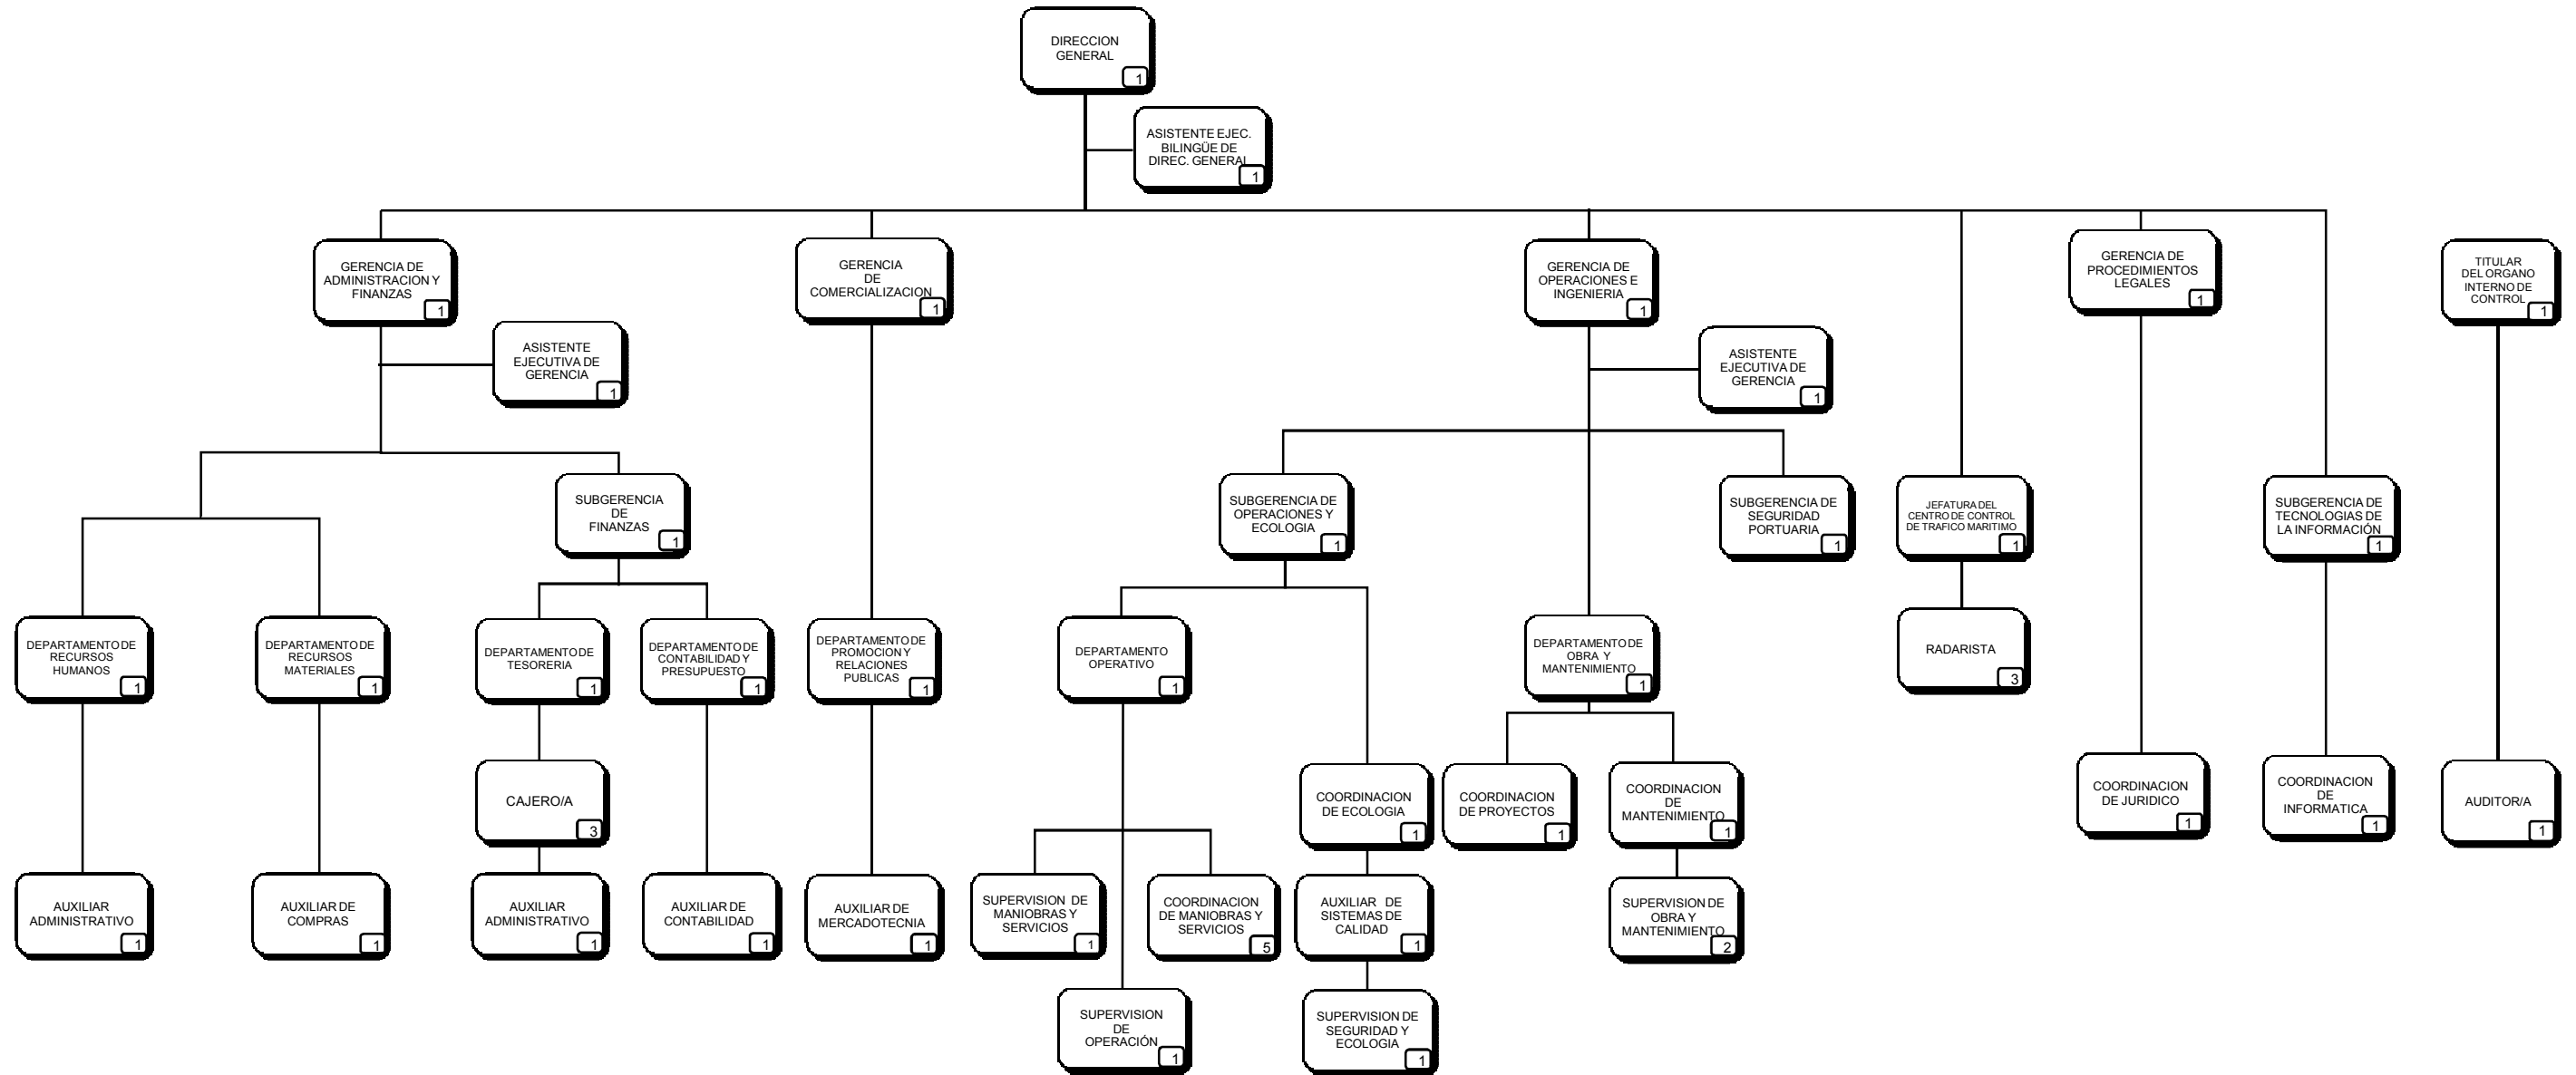 DIRECCION
GENERAL
1
ASISTENTE EJEC.
BILINGÜE DE
DIREC. GENERAL
1
GERENCIA DE
ADMINISTRACION Y
FINANZAS
1
GERENCIA
DE
COMERCIALIZACION
1
GERENCIA DE
OPERACIONES E
INGENIERIA
1
GERENCIA DE
PROCEDIMIENTOS
LEGALES
1
TITULAR
DEL ORGANO
INTERNO DE
CONTROL
1
ASISTENTE
EJECUTIVA DE
GERENCIA
1
ASISTENTE
EJECUTIVA DE
GERENCIA
1
SUBGERENCIA
DE
FINANZAS
1
SUBGERENCIA DE
OPERACIONES Y
ECOLOGIA
1
SUBGERENCIA DE
SEGURIDAD
PORTUARIA
1
JEFATURA DEL
CENTRO DE CONTROL
DE TRAFICO MARITIMO
1
SUBGERENCIA DE
TECNOLOGIAS DE
LA INFORMACIÓN
1
DEPARTAMENTO DE
RECURSOS
HUMANOS
1
DEPARTAMENTO DE
RECURSOS
MATERIALES
1
DEPARTAMENTO DE
TESORERIA
1
DEPARTAMENTO DE
CONTABILIDAD Y
PRESUPUESTO
1
DEPARTAMENTO DE
PROMOCION Y
RELACIONES
PUBLICAS
1
DEPARTAMENTO
OPERATIVO
1
DEPARTAMENTO DE
OBRA Y
MANTENIMIENTO
1
RADARISTA
3
CAJERO/A
3
COORDINACION
DE ECOLOGIA
1
COORDINACION
DE PROYECTOS
1
COORDINACION
DE
MANTENIMIENTO
1
COORDINACION
DE JURIDICO
1
COORDINACION
DE
INFORMATICA
1
AUDITOR/A
1
AUXILIAR
ADMINISTRATIVO
1
AUXILIAR DE
COMPRAS
1
AUXILIAR
ADMINISTRATIVO
1
AUXILIAR DE
CONTABILIDAD
1
AUXILIAR DE
MERCADOTECNIA
1
SUPERVISION DE
MANIOBRAS Y
SERVICIOS
1
COORDINACION
DE MANIOBRAS Y
SERVICIOS
5
AUXILIAR DE
SISTEMAS DE
CALIDAD
1
SUPERVISION DE
OBRA Y
MANTENIMIENTO
2
SUPERVISION
DE
OPERACIÓN
1
SUPERVISION DE
SEGURIDAD Y
ECOLOGIA
1